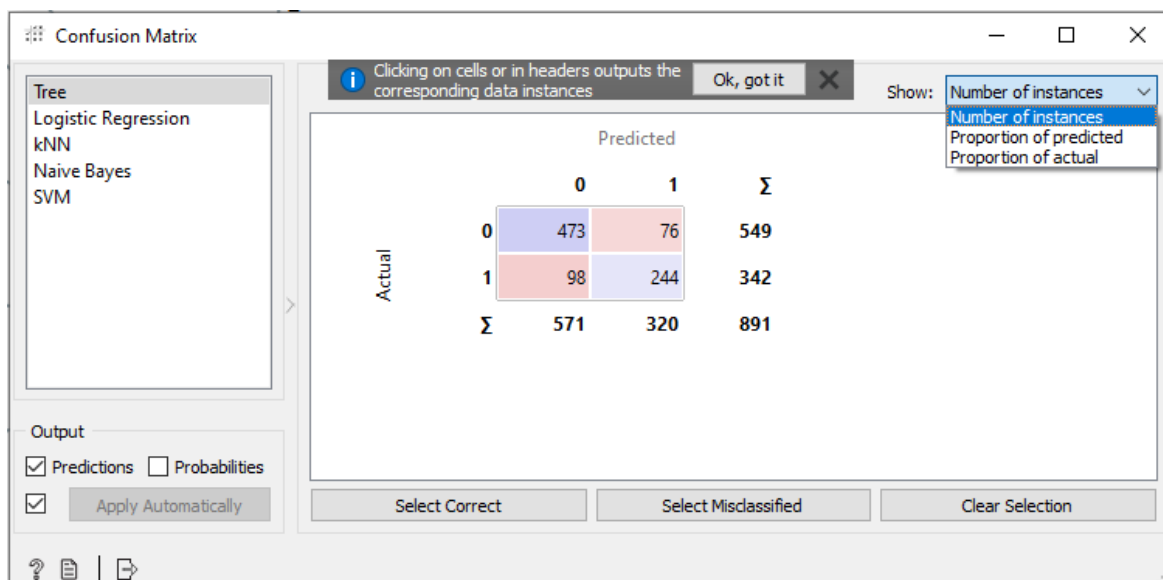 Confusion Matrix
Tree
Logistic Regression
kNN
Naive Bayes
SVM
Clicking on cells or in headers outputs the
corresponding data instances
Ok, got it
Show: Number of instances
Number of instances
Proportion of predicted
Proportion of actual
Predicted
0 1 Σ
0 473 76 549
Actual
1 98 244 342
Σ 571 320 891
Output
Predictions Probabilities
Apply Automatically
Select Correct Select Misclassified Clear Selection